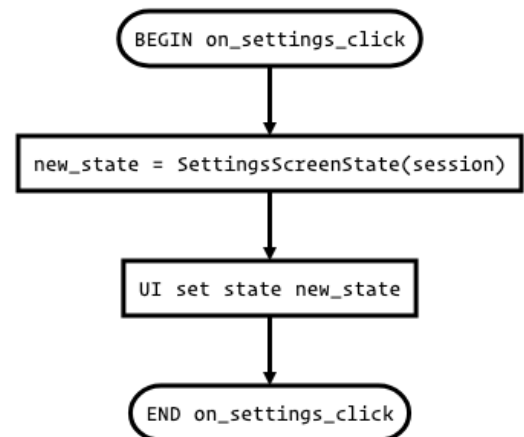 BEGIN on_settings_click
new_state = SettingsScreenState(session)
UI set state new_state
END on_settings_click